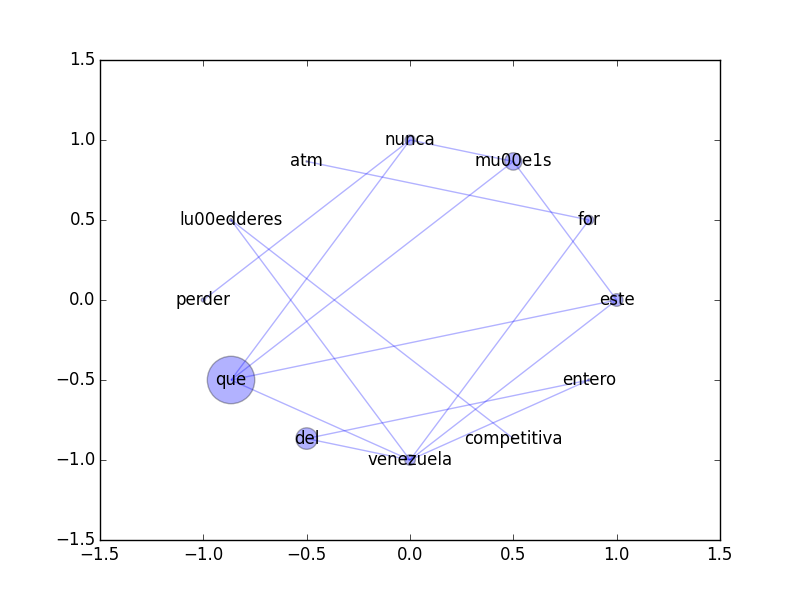 1.5
1.0
0.5
0.0
−0.5
−1.0
−1.5
−1.5
−1.0
−0.5
0.0
0.5
1.0
1.5
nunca
atm
mu00e1s
lu00edderes
for
perder
este
que
entero
del
competitiva
venezuela